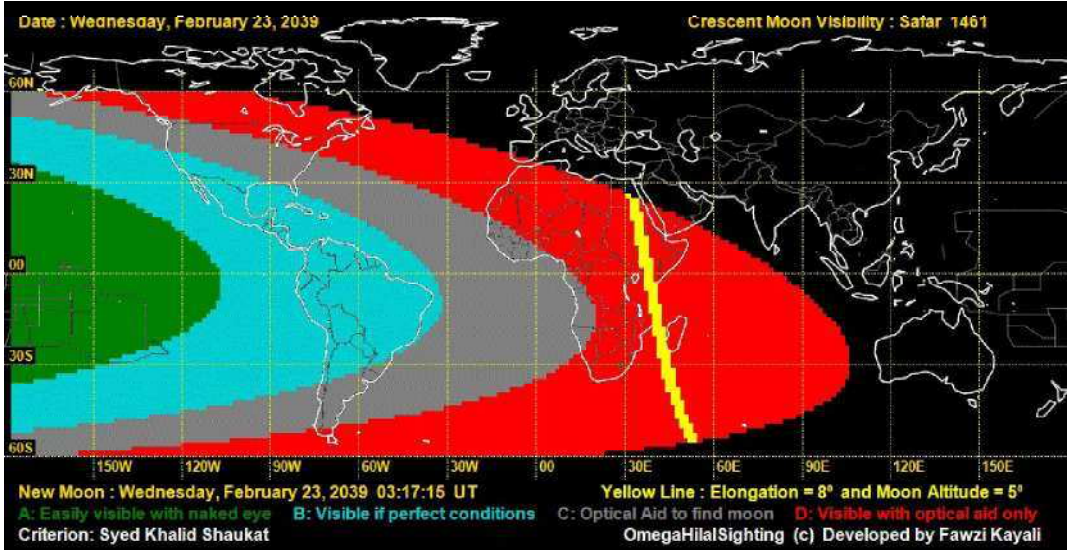 Date : Wednesday, February 23, 2039 Crescent Moon Visibility : Safar 1461
60N
30N
00
30S
60S
150W 120W 90W 60W 30W 00 30E 60E 90E 120E 150E
New Moon : Wednesday, February 23, 2039 03:17:15 UT Yellow Line : Elongation = 8º and Moon Altitude = 5º
A: Easily visible with naked eye B: Visible if perfect conditions C: Optical Aid to find moon D: Visible with optical aid only
Criterion: Syed Khalid Shaukat OmegaHilalSighting (c) Developed by Fawzi Kayali